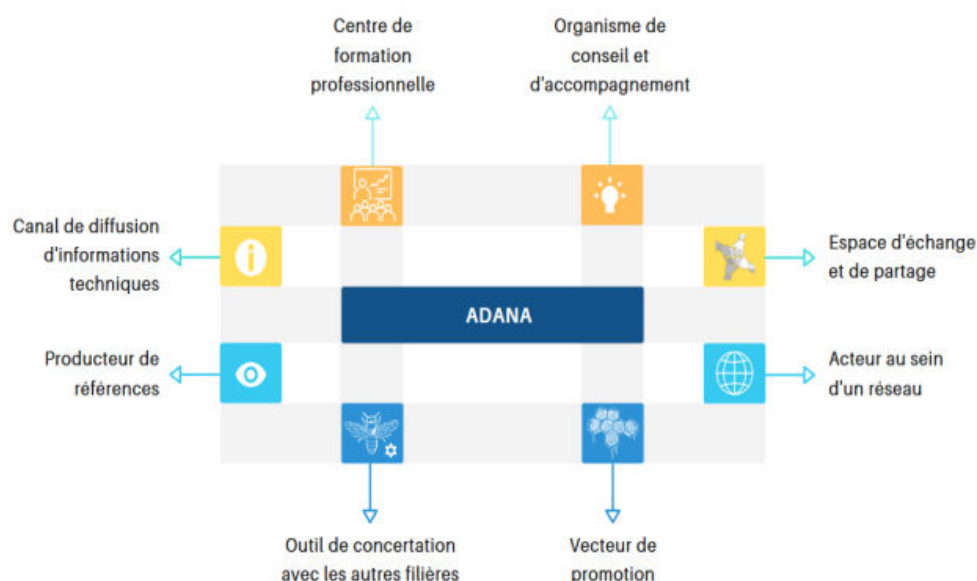 Centre de
formation
professionnelle
Organisme de
conseil et
d'accompagnement
Canal de diffusion
d'informations
techniques
Espace d'échange
et de partage
ADANA
Producteur de
références
Acteur au sein
d'un réseau
Outil de concertation
avec les autres filières
Vecteur de
promotion